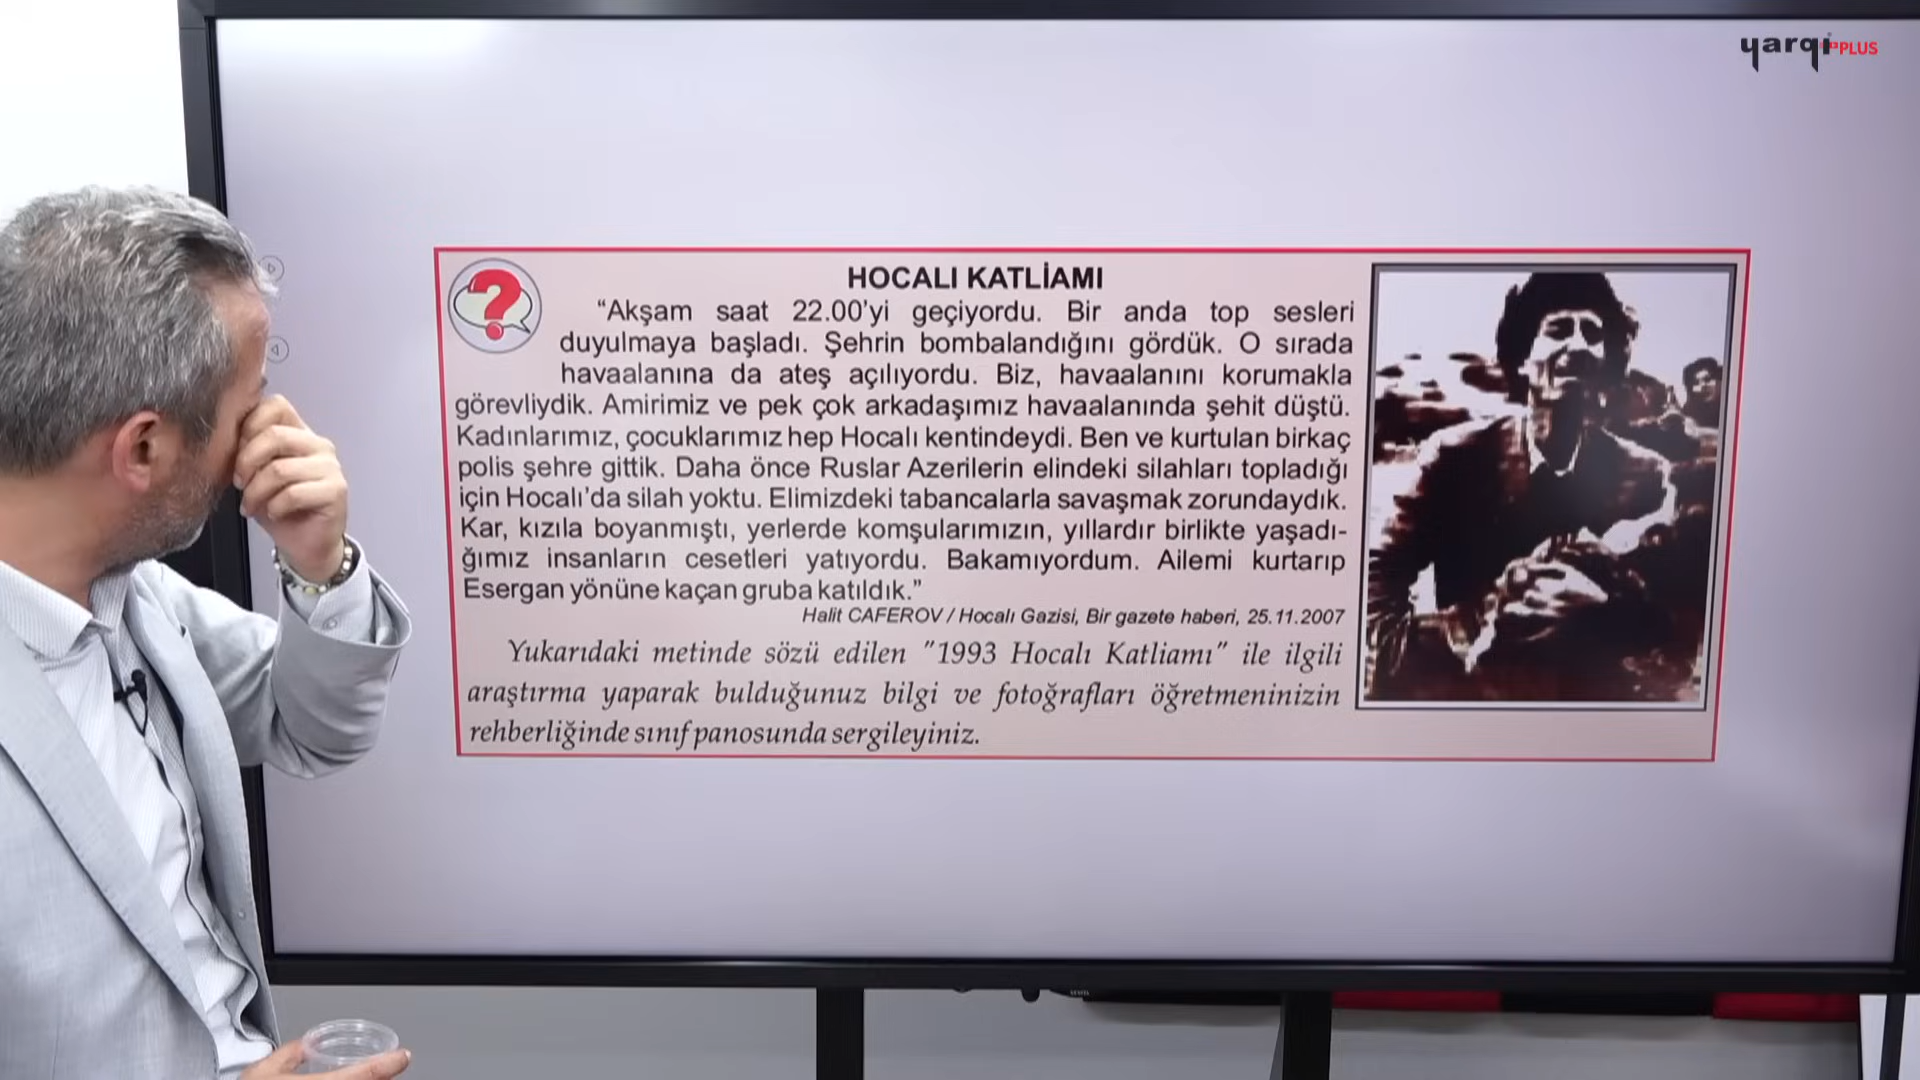 yarqı PLUS
HOCALI KATLİAMI
“Akşam saat 22.00’yi geçiyordu. Bir anda top sesleri
duyulmaya başladı. Şehrin bombalandığını gördük. O sırada
havaalanına da ateş açılıyordu. Biz, havaalanını korumakla
görevliydik. Amirimiz ve pek çok arkadaşımız havaalanında şehit düştü.
Kadınlarımız, çocuklarımız hep Hocalı kentindeydi. Ben ve kurtulan birkaç
polis şehre gittik. Daha önce Ruslar Azerilerin elindeki silahları topladığı
için Hocalı’da silah yoktu. Elimizdeki tabancalarla savaşmak zorundaydık.
Kar, kızıla boyanmıştı, yerlerde komşularımızın, yıllardır birlikte yaşadı-
ğımız insanların cesetleri yatıyordu. Bakamıyordum. Ailemi kurtarıp
Esergan yönüne kaçan gruba katıldık.”
Halit CAFEROV / Hocalı Gazisi, Bir gazete haberi, 25.11.2007
Yukarıdaki metinde sözü edilen "1993 Hocalı Katliamı" ile ilgili
araştırma yaparak bulduğunuz bilgi ve fotoğrafları öğretmeninizin
rehberliğinde sınıf panosunda sergileyiniz.